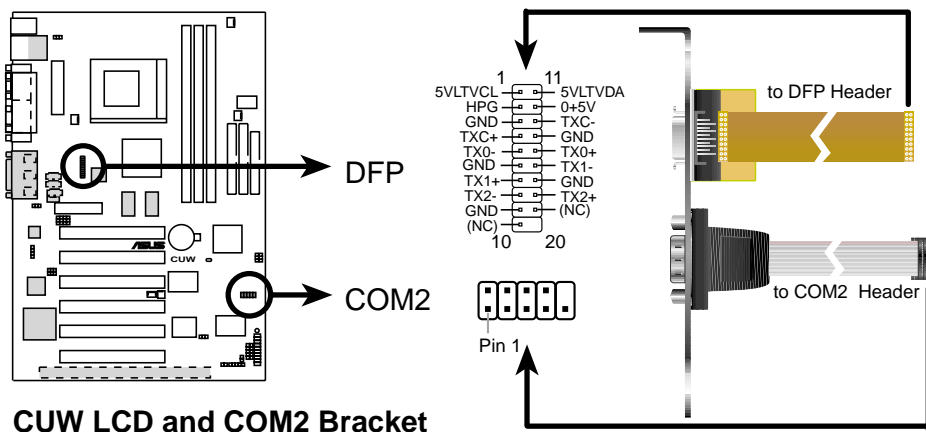 1 11
5VLTVCL 5VLTVDA
HPG 0+5V
GND TXC-
TXC+ GND
TX0- TX0+
GND TX1-
TX1+ GND
TX2- TX2+
GND (NC)
(NC)
10 20
to DFP Header
DFP
ASUS
CUW
COM2
Pin 1
to COM2 Header
CUW LCD and COM2 Bracket